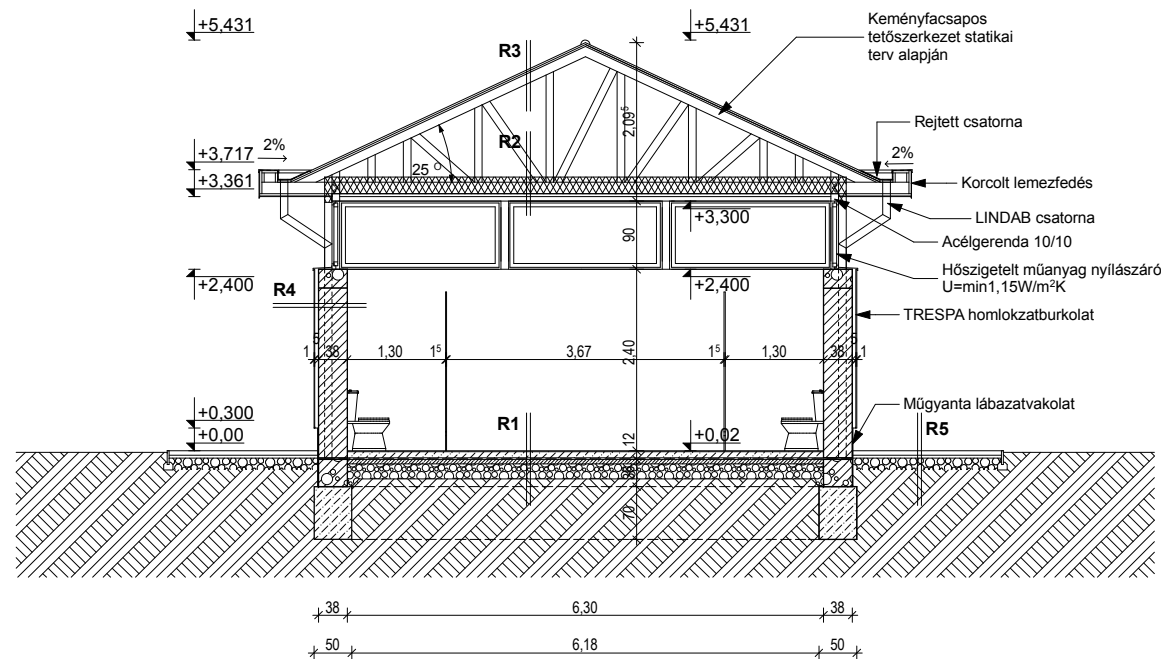 +5,431
+5,431
Keményfacsapos
tetőszerkezet statikai
terv alapján
R3
2,09⁵
Rejtett csatorna
R2
2%
2%
+3,717
25 °
+3,361
Korcolt lemezfedés
+3,300
LINDAB csatorna
90
Acélgerenda 10/10
Hőszigetelt műanyag nyílászáró
U=min1,15W/m²K
+2,400
+2,400
R4
TRESPA homlokzatburkolat
1
38
1,30
1⁵
3,67
2,40
1⁵
1,30
38
1
Műgyanta lábazatvakolat
+0,300
R1
R5
+0,00
12
+0,02
70
38
6,30
38
50
6,18
50